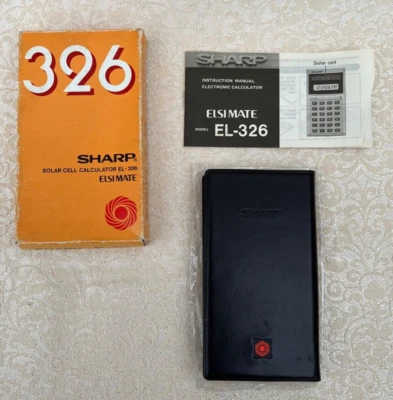 326
SHARP
SOLAR CELL CALCULATOR EL-326
ELSIMATE
SHARP
INSTRUCTION MANUAL
ELECTRONIC CALCULATOR
ELSIMATE
MODEL EL-326
Solar cell
SHARP